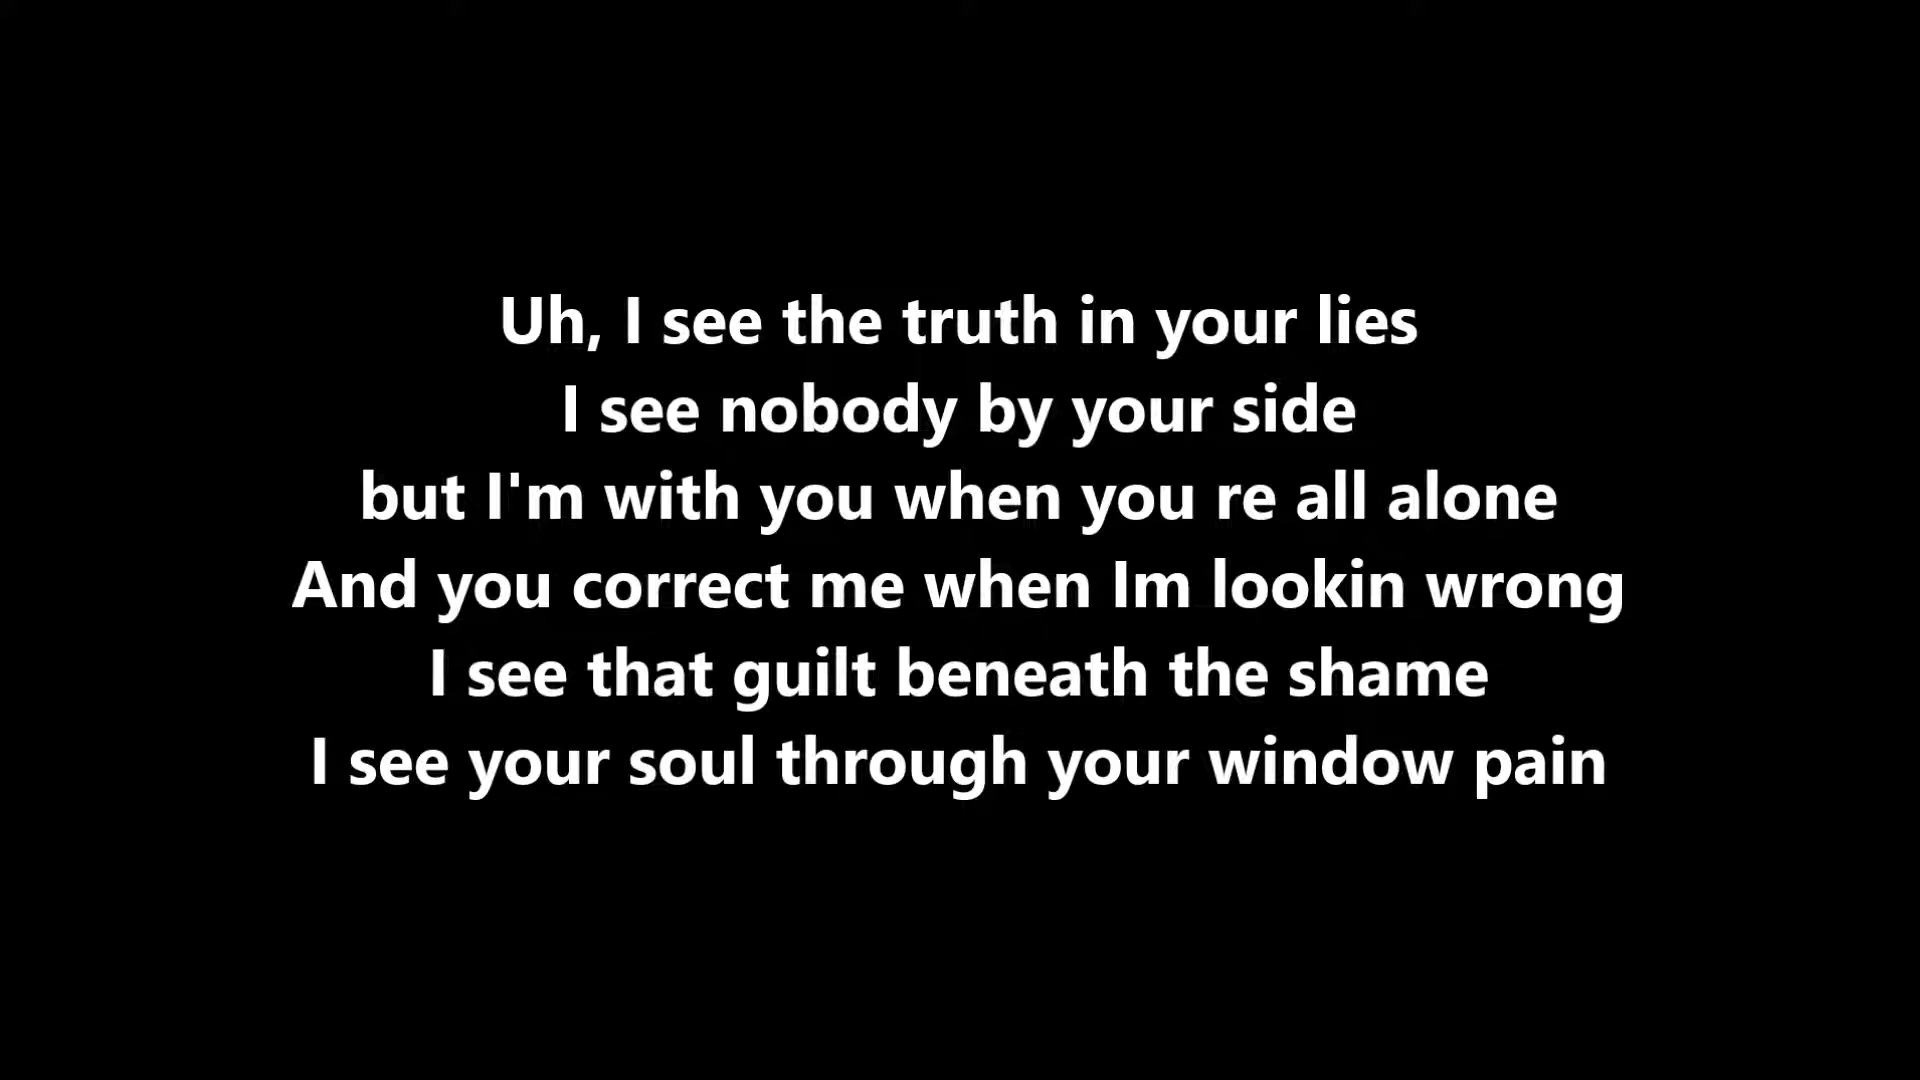 Uh, I see the truth in your lies
I see nobody by your side
but I'm with you when you re all alone
And you correct me when Im lookin wrong
I see that guilt beneath the shame
I see your soul through your window pain